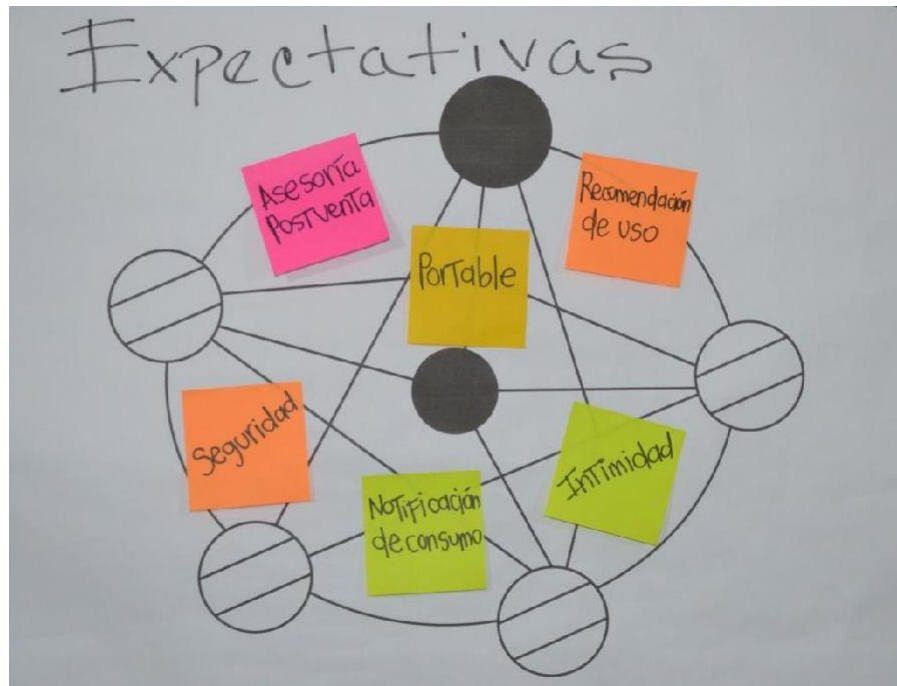 Expectativas
Asesoría
Postventa
Recomendación
de uso
Portable
Seguridad
Intimidad
Notificación
de consumo